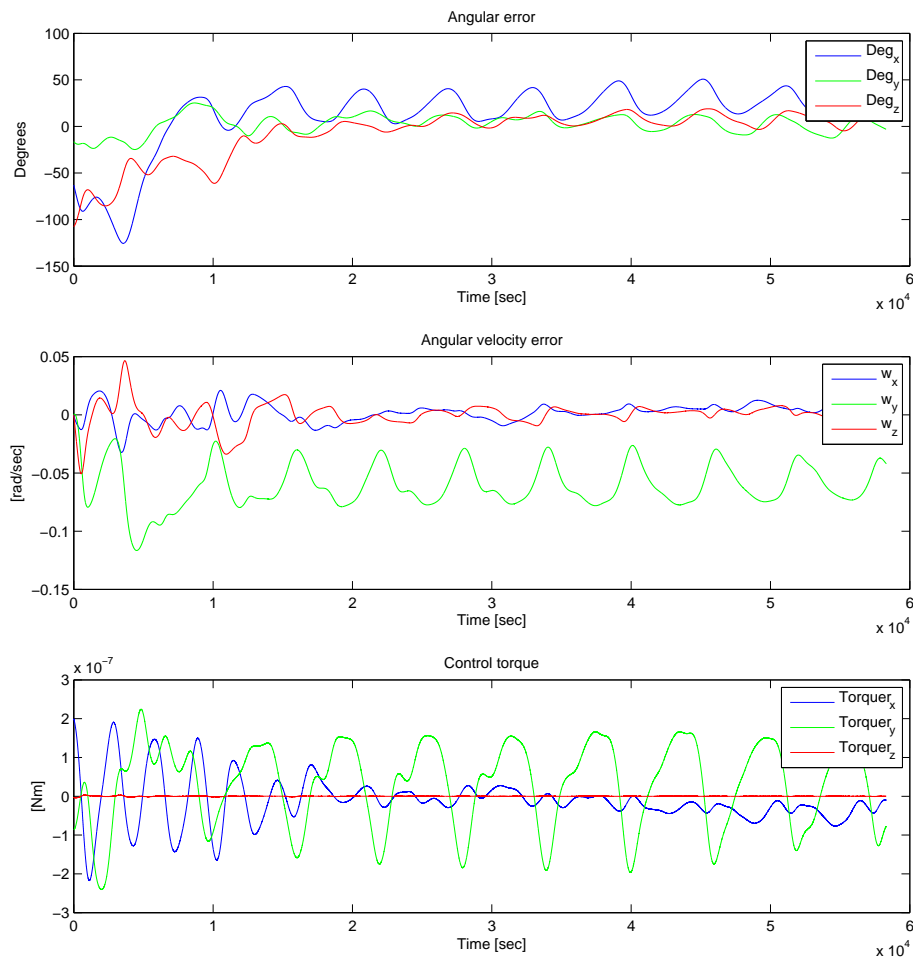 Angular error
100
50
0
−50
−100
−150
Degrees
Deg_x
Deg_y
Deg_z
0 1 2 3 4 5 6
x 10^4
Time [sec]
Angular velocity error
0.05
0
−0.05
−0.1
−0.15
[rad/sec]
w_x
w_y
w_z
0 1 2 3 4 5 6
x 10^4
Time [sec]
Control torque
x 10^−7
3
2
1
0
−1
−2
−3
[Nm]
Torquer_x
Torquer_y
Torquer_z
0 1 2 3 4 5 6
x 10^4
Time [sec]